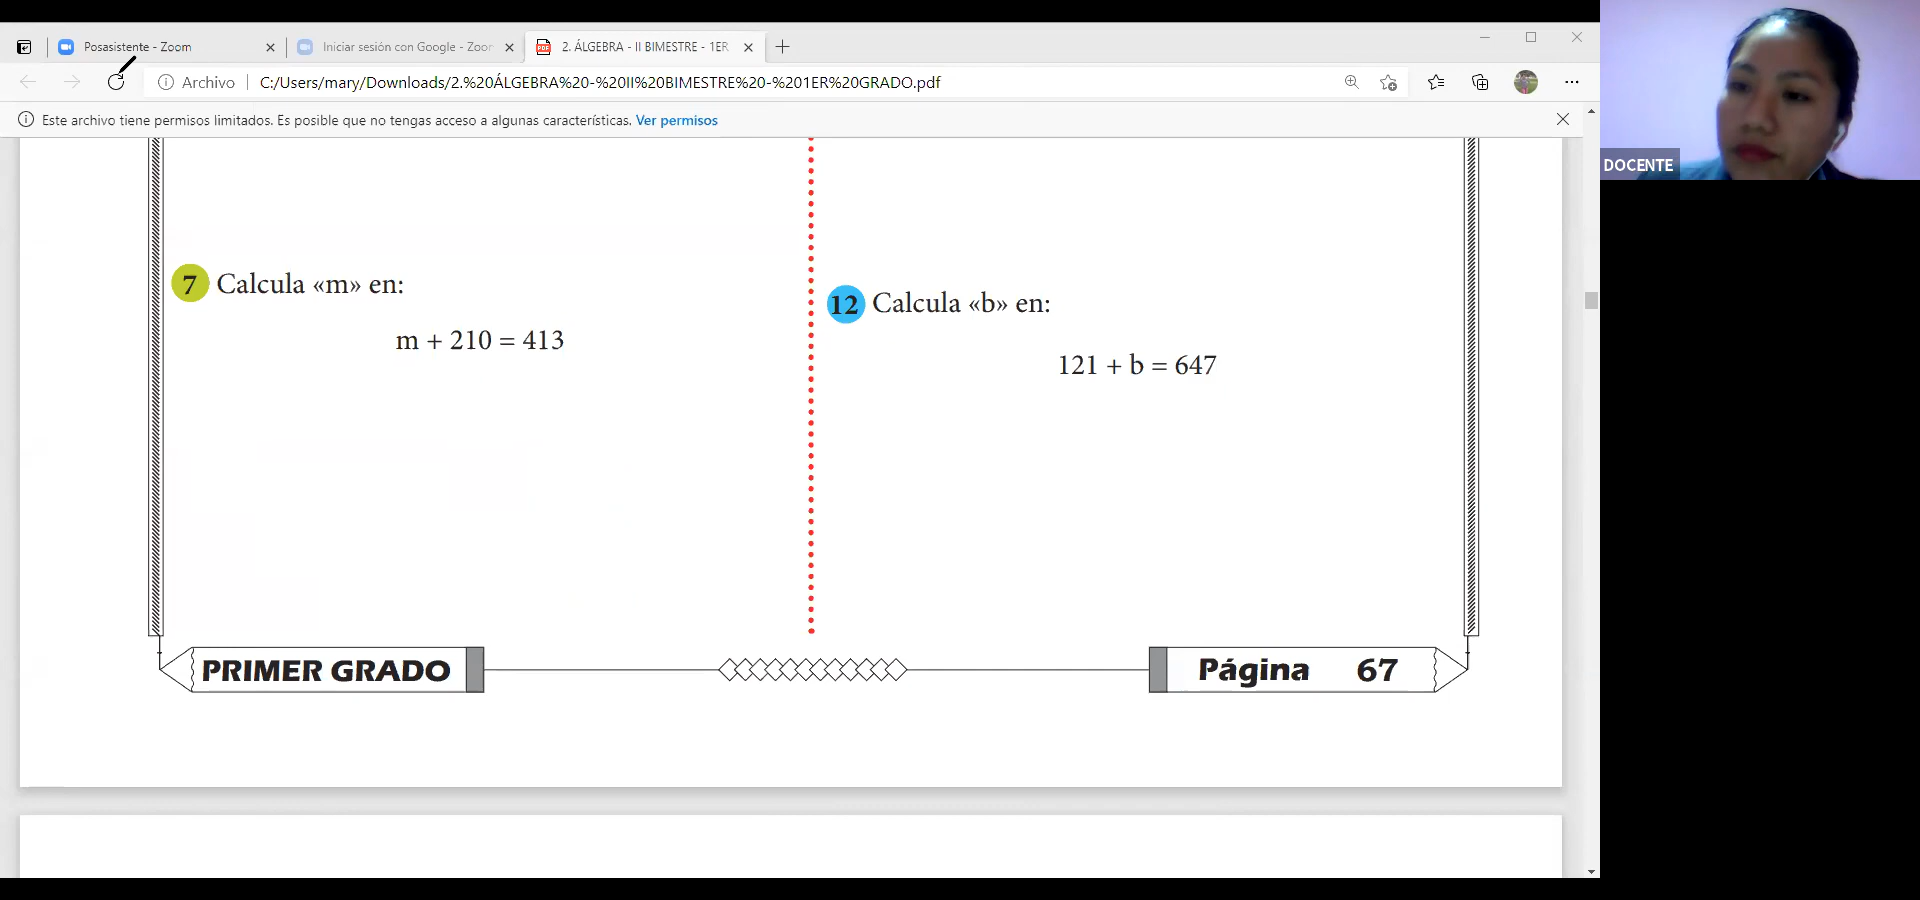 Posasistente - Zoom
Iniciar sesión con Google - Zoor
2. ÁLGEBRA - II BIMESTRE - 1ER
Archivo
C:/Users/mary/Downloads/2.%20ÁLGEBRA%20-%20II%20BIMESTRE%20-%201ER%20GRADO.pdf
Este archivo tiene permisos limitados. Es posible que no tengas acceso a algunas características. Ver permisos
DOCENTE
7 Calcula «m» en:
m + 210 = 413
12 Calcula «b» en:
121 + b = 647
PRIMER GRADO
Página 67